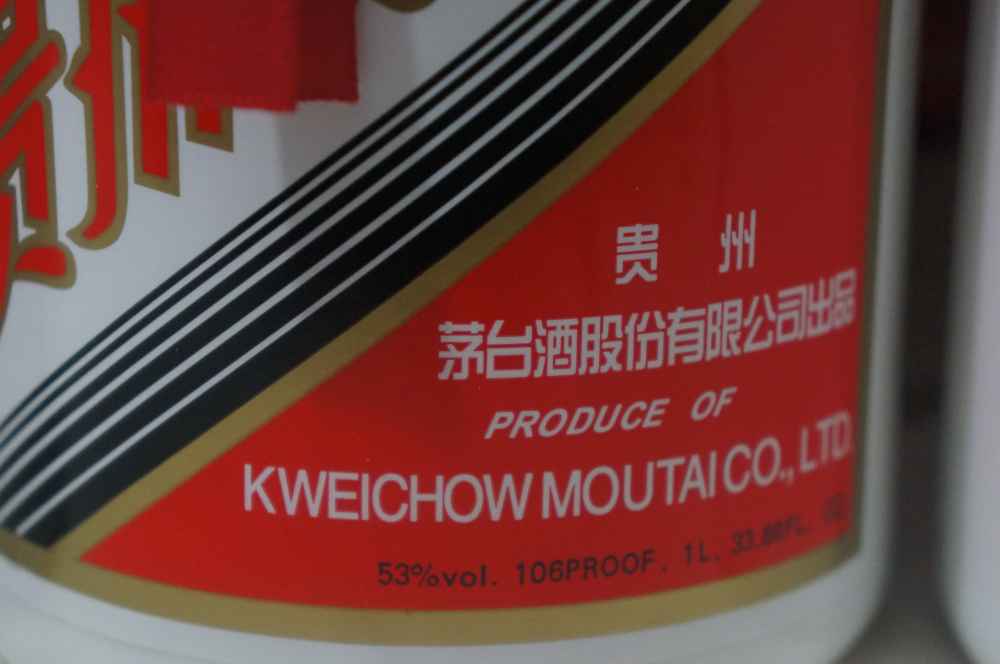 贵州
茅台酒股份有限公司出品
PRODUCE OF
KWEICHOW MOUTAI CO., LTD.
53%vol. 106PROOF. 1L.